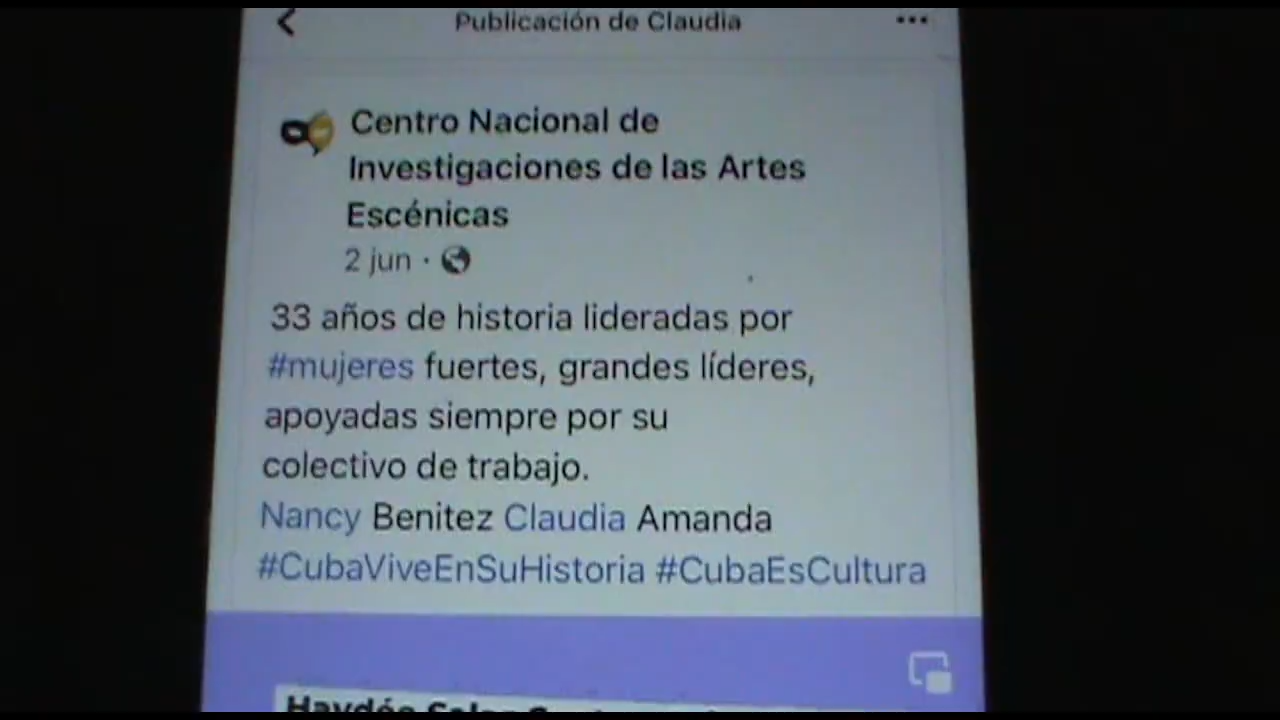 Publicación de Claudia
Centro Nacional de
Investigaciones de las Artes
Escénicas
2 jun ·
33 años de historia lideradas por
#mujeres fuertes, grandes líderes,
apoyadas siempre por su
colectivo de trabajo.
Nancy Benitez Claudia Amanda
#CubaViveEnSuHistoria #CubaEsCultura
Haydée